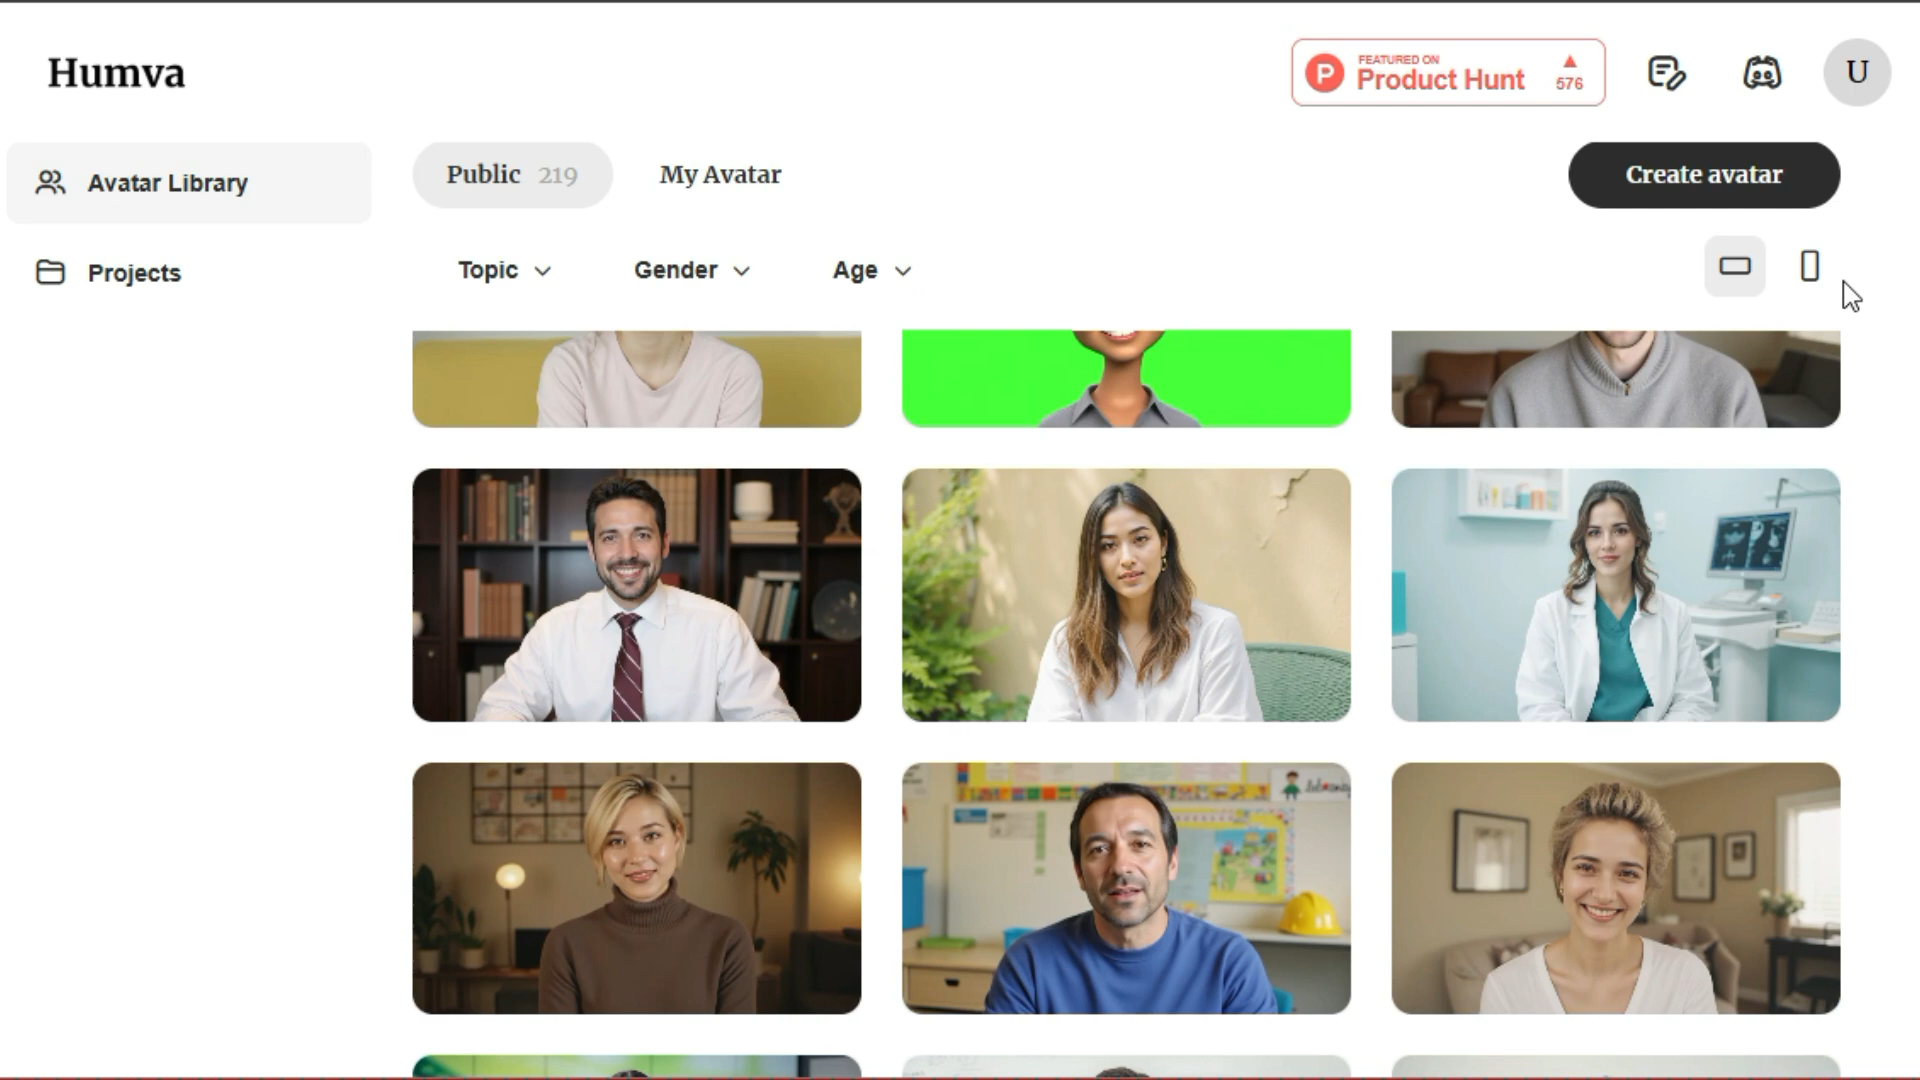 Humva
FEATURED ON
Product Hunt
576
U
Avatar Library
Projects
Public 219
My Avatar
Create avatar
Topic
Gender
Age